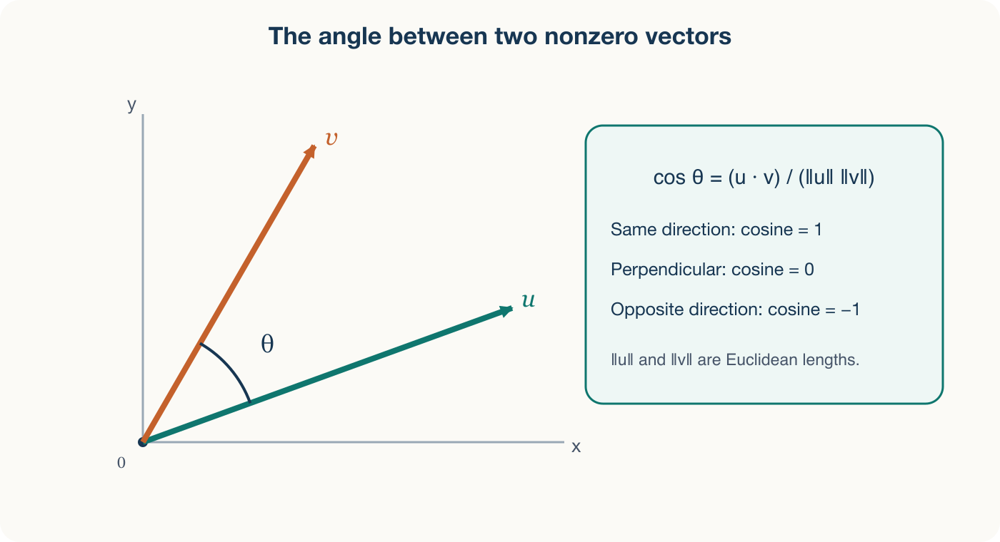 The angle between two nonzero vectors
y
v
u
θ
x
0
cos θ = (u · v) / (‖u‖ ‖v‖)
Same direction: cosine = 1
Perpendicular: cosine = 0
Opposite direction: cosine = −1
‖u‖ and ‖v‖ are Euclidean lengths.